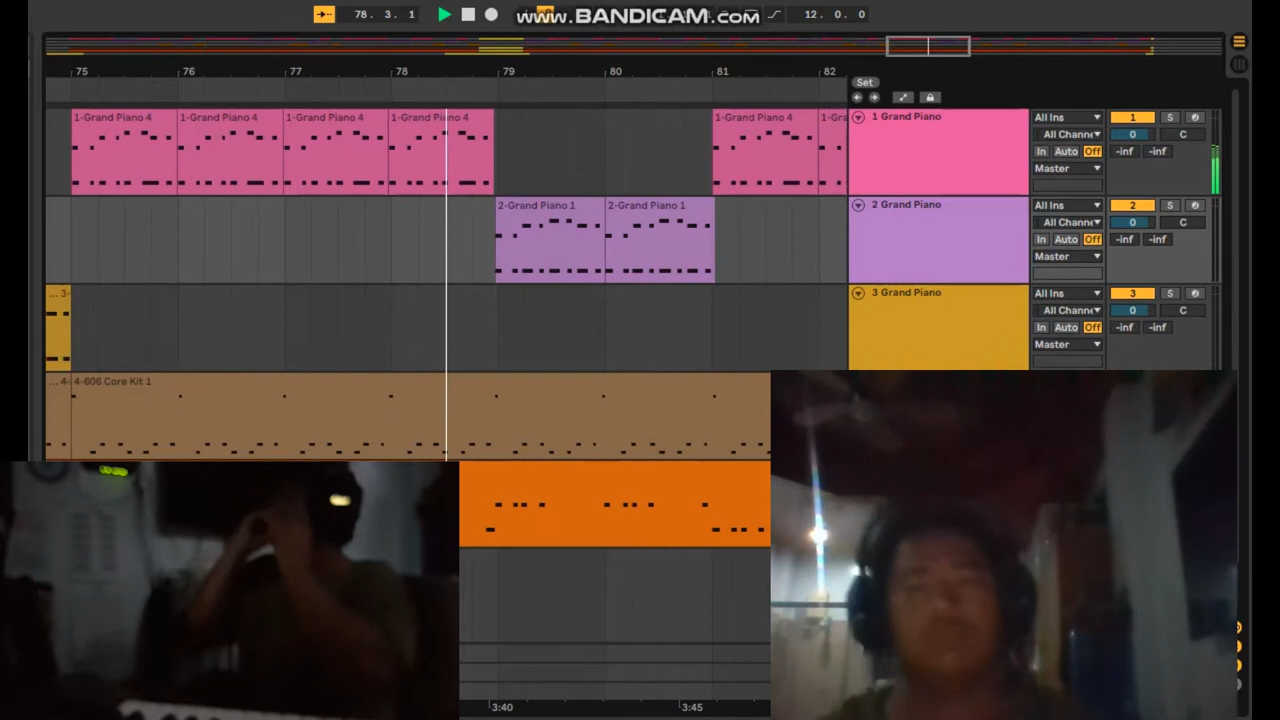 78. 3. 1
www.BANDICAM.com
12. 0. 0
75 76 77 78 79 80 81 82
Set
1-Grand Piano 4 1-Grand Piano 4 1-Grand Piano 4 1-Grand Piano 4 1-Grand Piano 4 1-Gra
1 Grand Piano
All Ins 1 S
All Channe 0 C
In Auto Off -inf -inf
Master
2-Grand Piano 1 2-Grand Piano 1
2 Grand Piano
All Ins 2 S
All Channe 0 C
In Auto Off -inf -inf
Master
... 3-
3 Grand Piano
All Ins 3 S
All Channe 0 C
In Auto Off -inf -inf
Master
... 4- 4-606 Core Kit 1
3:40 3:45